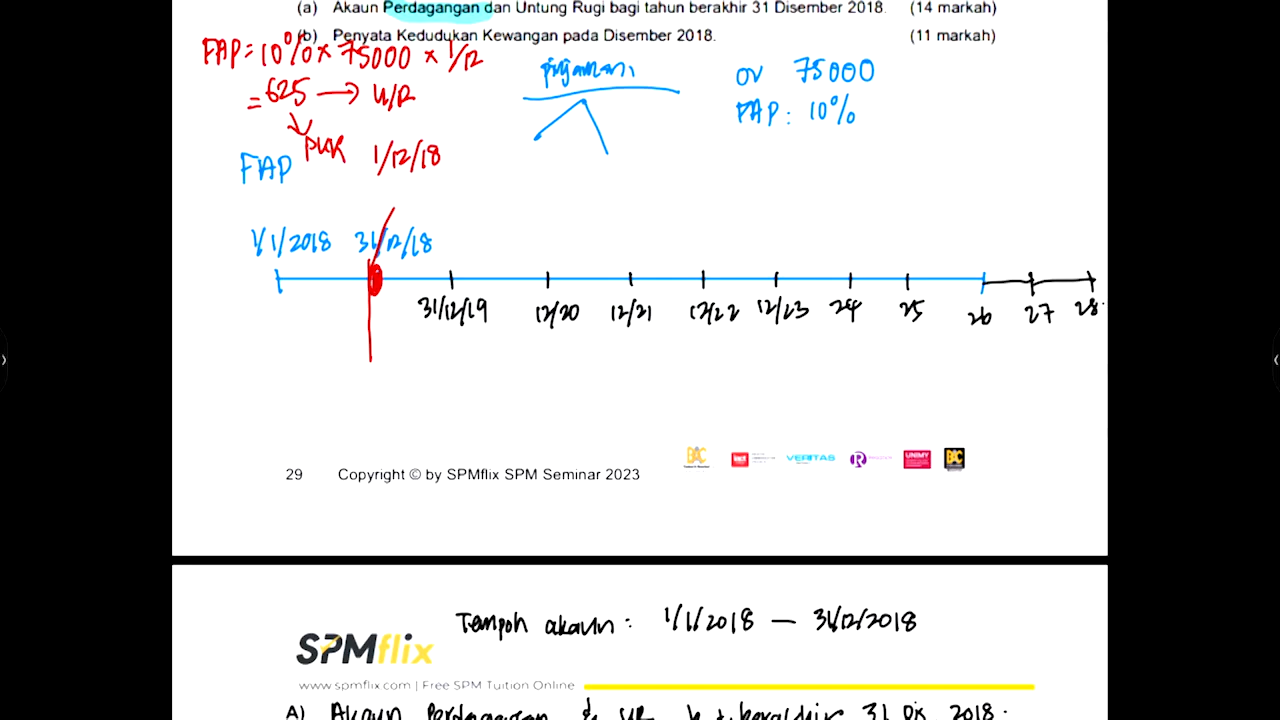 (a) Akaun Perdagangan dan Untung Rugi bagi tahun berakhir 31 Disember 2018. (14 markah)
(b) Penyata Kedudukan Kewangan pada Disember 2018. (11 markah)
FAP = 10% × 75000 × 1/12
= 625 → U/R
PKK 1/12/18
FAP
pinjaman
or 75000
FAP : 10%
1/1/2018 31/12/18
31/12/19 12/20 12/21 12/22 12/23 24 25 26 27 28
VERITAS
UNIMY
BAC
29 Copyright © by SPMflix SPM Seminar 2023
Tempoh akaun : 1/1/2018 — 31/12/2018
SPMflix
www.spmflix.com | Free SPM Tuition Online
A) Akaun Perdagangan & UR b t.berakhir 31 Dis 2018.